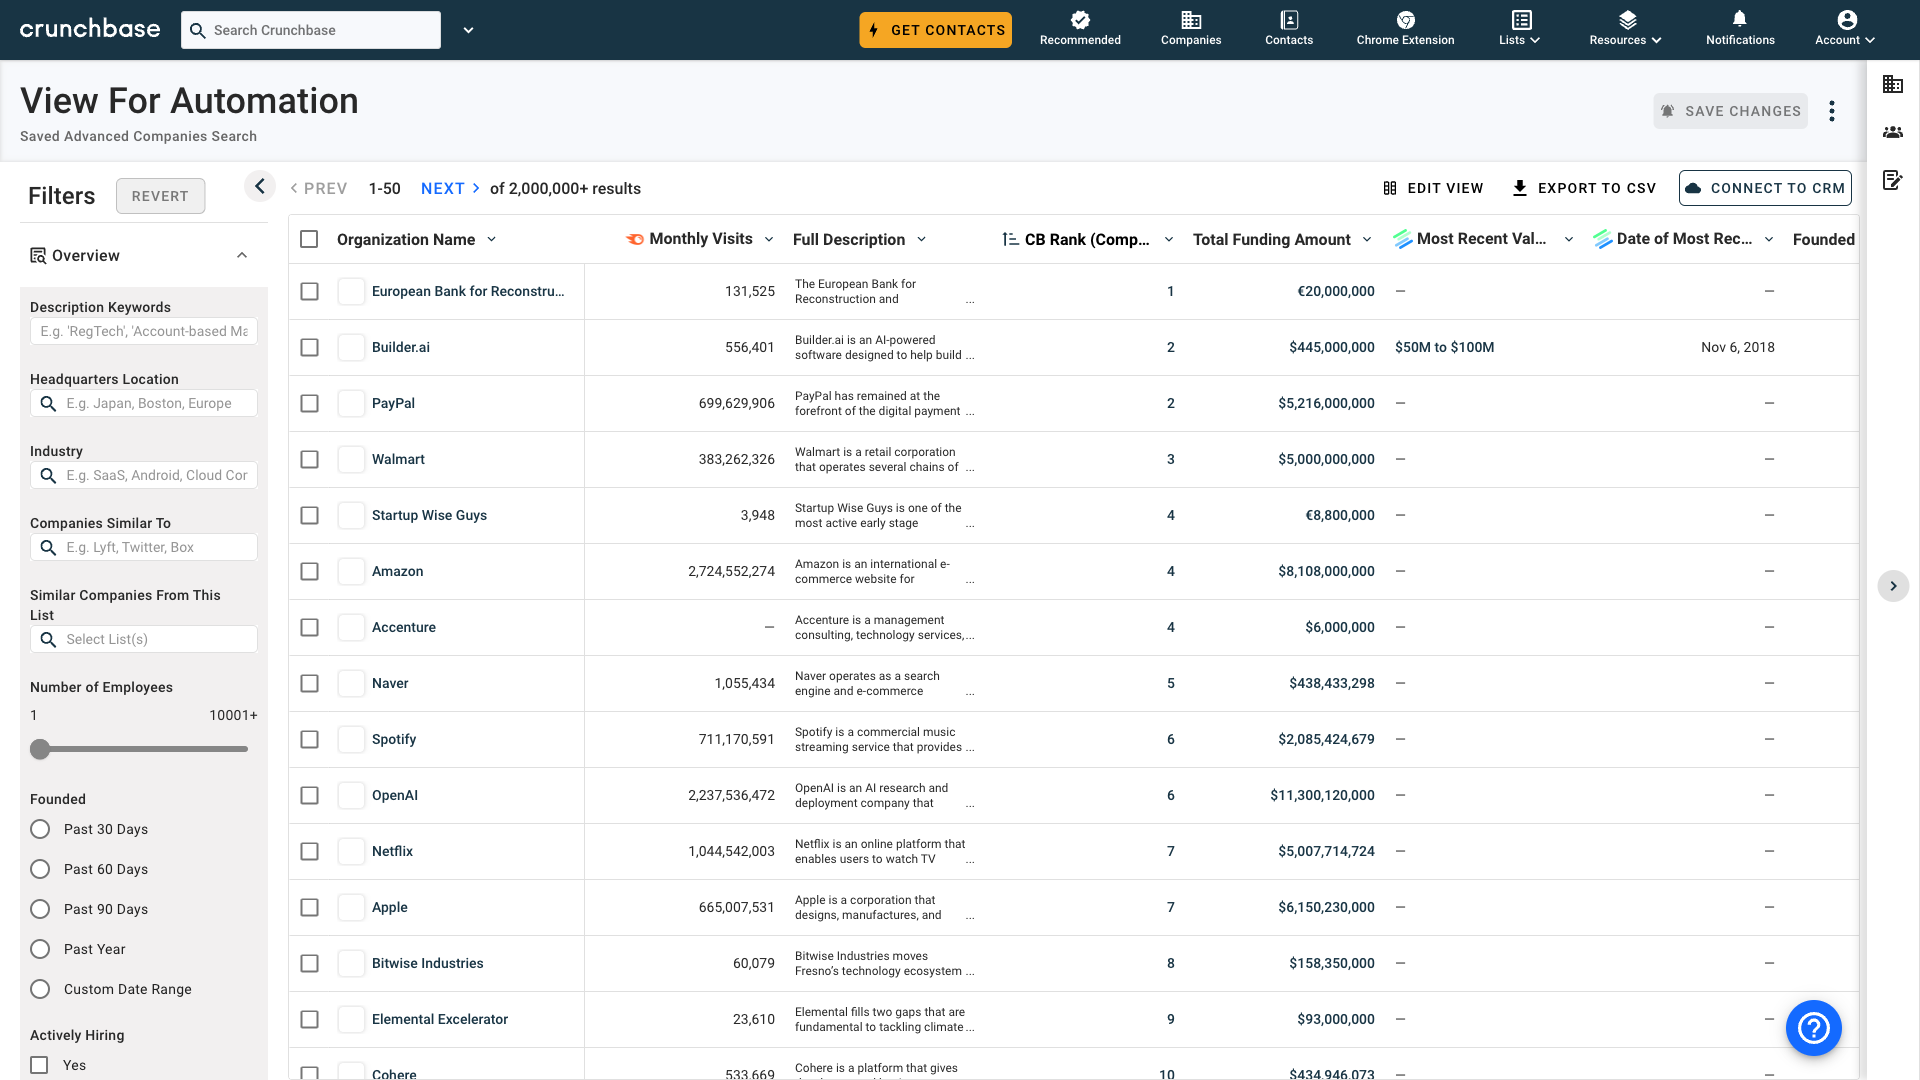 crunchbase
Search Crunchbase
GET CONTACTS
Recommended
Companies
Contacts
Chrome Extension
Lists
Resources
Notifications
Account
View For Automation
Saved Advanced Companies Search
SAVE CHANGES
Filters
REVERT
PREV 1-50 NEXT of 2,000,000+ results
EDIT VIEW
EXPORT TO CSV
CONNECT TO CRM
Overview
Description Keywords
E.g. 'RegTech', 'Account-based Ma
Headquarters Location
E.g. Japan, Boston, Europe
Industry
E.g. SaaS, Android, Cloud Cor
Companies Similar To
E.g. Lyft, Twitter, Box
Similar Companies From This
List
Select List(s)
Number of Employees
1 10001+
Founded
Past 30 Days
Past 60 Days
Past 90 Days
Past Year
Custom Date Range
Actively Hiring
Yes
Organization Name Monthly Visits Full Description CB Rank (Comp... Total Funding Amount Most Recent Val... Date of Most Rec... Founded
European Bank for Reconstru... 131,525 The European Bank for 1 €20,000,000 — —
Reconstruction and ...
Builder.ai 556,401 Builder.ai is an AI-powered 2 $445,000,000 $50M to $100M Nov 6, 2018
software designed to help build ...
PayPal 699,629,906 PayPal has remained at the 2 $5,216,000,000 — —
forefront of the digital payment ...
Walmart 383,262,326 Walmart is a retail corporation 3 $5,000,000,000 — —
that operates several chains of ...
Startup Wise Guys 3,948 Startup Wise Guys is one of the 4 €8,800,000 — —
most active early stage ...
Amazon 2,724,552,274 Amazon is an international e- 4 $8,108,000,000 — —
commerce website for ...
Accenture — Accenture is a management 4 $6,000,000 — —
consulting, technology services,...
Naver 1,055,434 Naver operates as a search 5 $438,433,298 — —
engine and e-commerce ...
Spotify 711,170,591 Spotify is a commercial music 6 $2,085,424,679 — —
streaming service that provides ...
OpenAI 2,237,536,472 OpenAI is an AI research and 6 $11,300,120,000 — —
deployment company that ...
Netflix 1,044,542,003 Netflix is an online platform that 7 $5,007,714,724 — —
enables users to watch TV ...
Apple 665,007,531 Apple is a corporation that 7 $6,150,230,000 — —
designs, manufactures, and ...
Bitwise Industries 60,079 Bitwise Industries moves 8 $158,350,000 — —
Fresno's technology ecosystem ...
Elemental Excelerator 23,610 Elemental fills two gaps that are 9 $93,000,000 — —
fundamental to tackling climate ...
Cohere 533,669 Cohere is a platform that gives 10 $434,946,073 — —